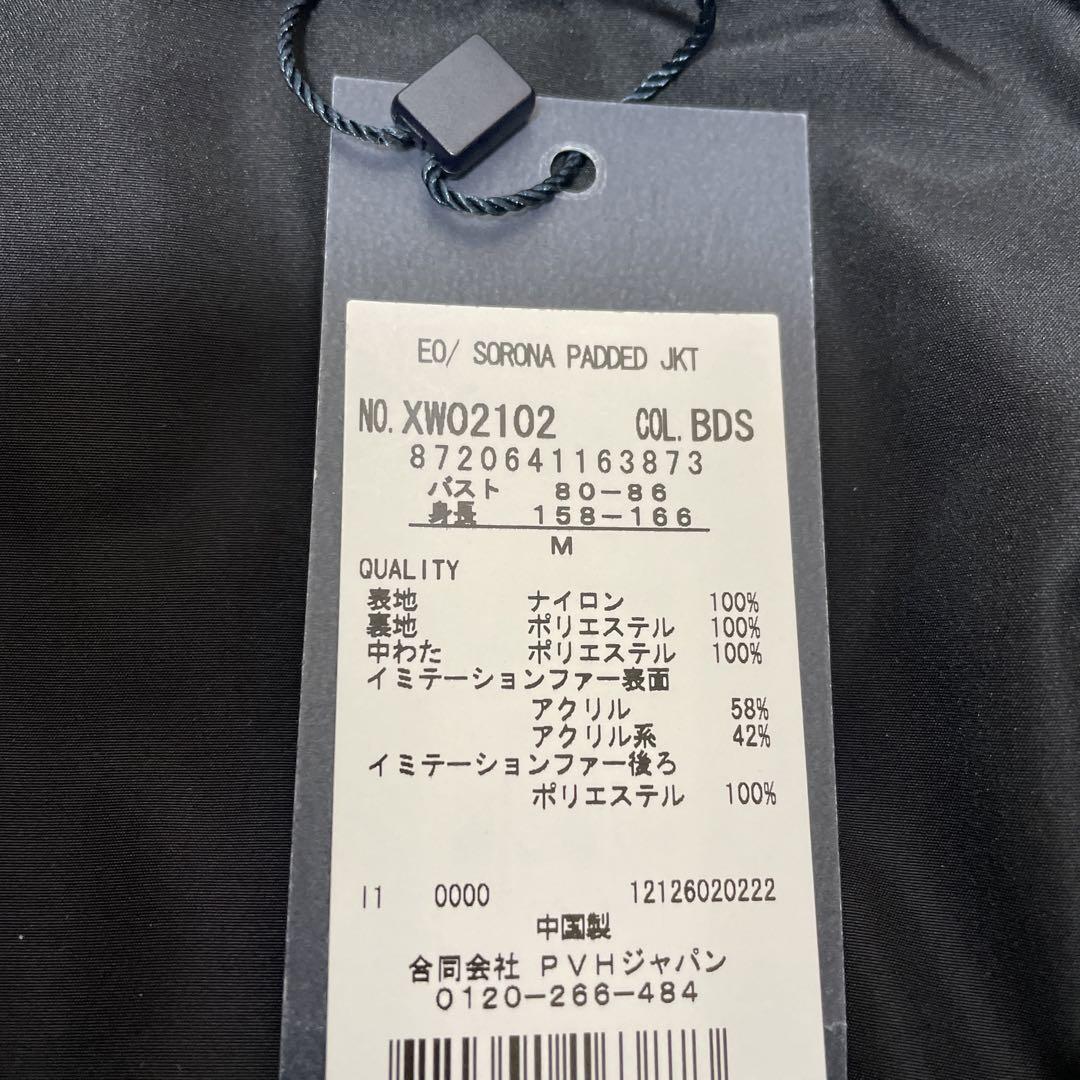 EO/ SORONA PADDED JKT
NO. XW02102 COL. BDS
8720641163873
バスト 80-86
身長 158-166
M
QUALITY
表地 ナイロン 100%
裏地 ポリエステル 100%
中わた ポリエステル 100%
イミテーションファー表面
アクリル 58%
アクリル系 42%
イミテーションファー後ろ
ポリエステル 100%
I1 0000 12126020222
中国製
合同会社 PVHジャパン
0120-266-484